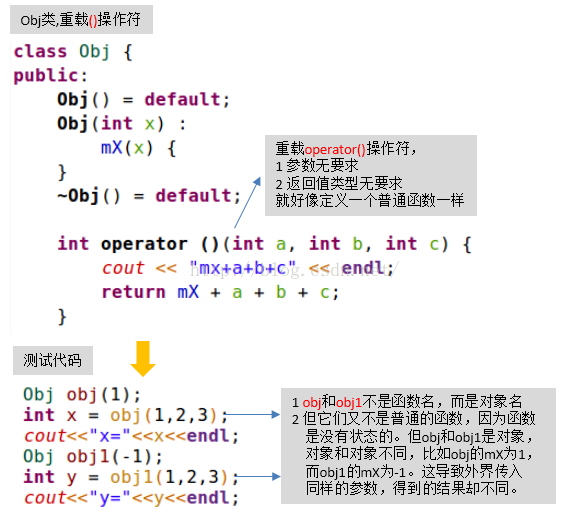 Obj类,重载()操作符
class Obj {
public:
Obj() = default;
Obj(int x) :
mX(x) {
}
~Obj() = default;
重载operator()操作符，
1 参数无要求
2 返回值类型无要求
就好像定义一个普通函数一样
int operator ()(int a, int b, int c) {
cout << "mx+a+b+c" << endl;
return mX + a + b + c;
}
测试代码
Obj obj(1);
int x = obj(1,2,3);
cout<<"x="<<x<<endl;
Obj obj1(-1);
int y = obj1(1,2,3);
cout<<"y="<<y<<endl;
1 obj和obj1不是函数名，而是对象名
2 但它们又不是普通的函数，因为函数
是没有状态的。但obj和obj1是对象，
对象和对象不同，比如obj的mX为1，
而obj1的mX为-1。这导致外界传入
同样的参数，得到的结果却不同。